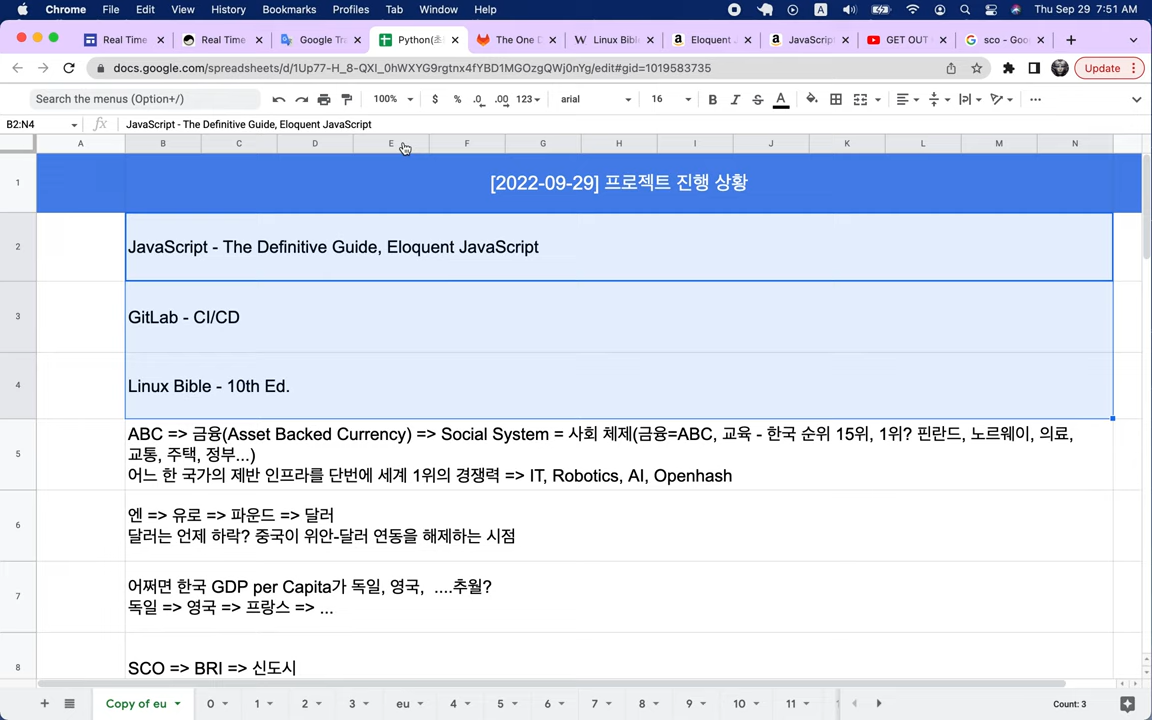 Chrome File Edit View History Bookmarks Profiles Tab Window Help A Thu Sep 29 7:51 AM
Real Time Real Time Google Tra Python(초 The One D Linux Bibl Eloquent JavaScript GET OUT sco - Goo
docs.google.com/spreadsheets/d/1Up77-H_8-QXI_0hWXYG9rgtnx4fYBD1MGOzgQWj0nYg/edit#gid=1019583735 Update
Search the menus (Option+/) 100% $ % .0 .00 123 arial 16 B I S A
B2:N4 fx JavaScript - The Definitive Guide, Eloquent JavaScript
A B C D E F G H I J K L M N
1 [2022-09-29] 프로젝트 진행 상황
2 JavaScript - The Definitive Guide, Eloquent JavaScript
3 GitLab - CI/CD
4 Linux Bible - 10th Ed.
ABC => 금융(Asset Backed Currency) => Social System = 사회 체제(금융=ABC, 교육 - 한국 순위 15위, 1위? 핀란드, 노르웨이, 의료,
5 교통, 주택, 정부...)
어느 한 국가의 제반 인프라를 단번에 세계 1위의 경쟁력 => IT, Robotics, AI, Openhash
엔 => 유로 => 파운드 => 달러
6
달러는 언제 하락? 중국이 위안-달러 연동을 해제하는 시점
어쩌면 한국 GDP per Capita가 독일, 영국, ....추월?
7
독일 => 영국 => 프랑스 => ...
8 SCO => BRI => 신도시
Copy of eu 0 1 2 3 eu 4 5 6 7 8 9 10 11 Count: 3